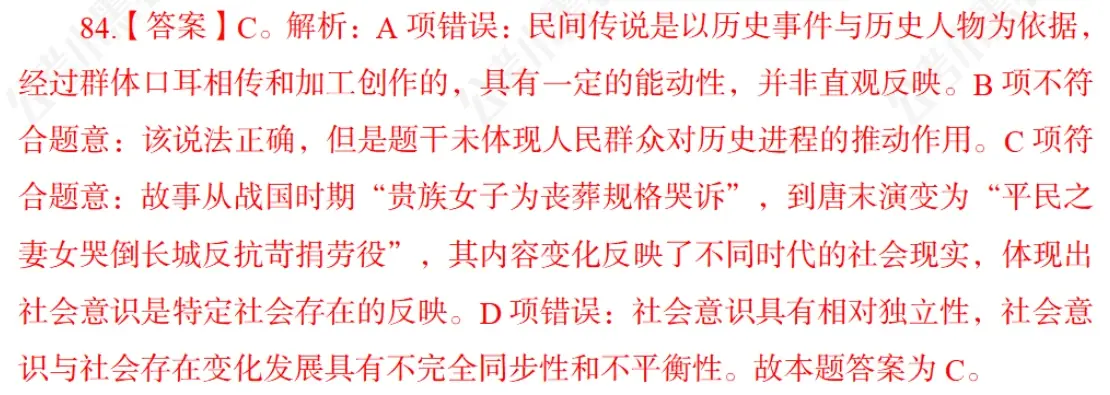 84.【答案】C。解析：A 项错误：民间传说是以历史事件与历史人物为依据，
经过群体口耳相传和加工创作的，具有一定的能动性，并非直观反映。B 项不符
合题意：该说法正确，但是题干未体现人民群众对历史进程的推动作用。C 项符
合题意：故事从战国时期“贵族女子为丧葬规格哭诉”，到唐末演变为“平民之
妻女哭倒长城反抗苛捐劳役”，其内容变化反映了不同时代的社会现实，体现出
社会意识是特定社会存在的反映。D 项错误：社会意识具有相对独立性，社会意
识与社会存在变化发展具有不完全同步性和不平衡性。故本题答案为 C。